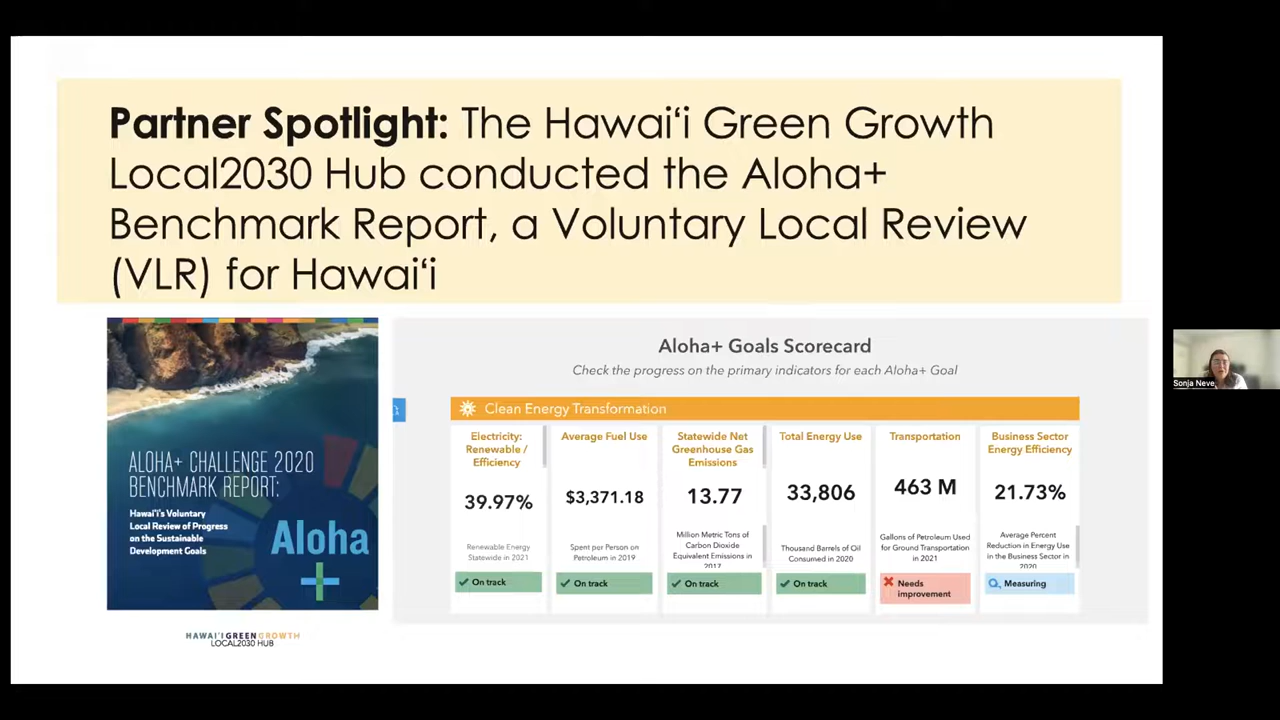 Partner Spotlight: The Hawaiʻi Green Growth
Local2030 Hub conducted the Aloha+
Benchmark Report, a Voluntary Local Review
(VLR) for Hawaiʻi
ALOHA+ CHALLENGE 2020
BENCHMARK REPORT:
Hawai'i's Voluntary
Local Review of Progress
on the Sustainable
Development Goals
Aloha
+
HAWAI'I GREEN GROWTH
LOCAL2030 HUB
Aloha+ Goals Scorecard
Check the progress on the primary indicators for each Aloha+ Goal
Clean Energy Transformation
Electricity:
Renewable /
Efficiency
39.97%
Renewable Energy
Statewide in 2021
On track
Average Fuel Use
$3,371.18
Spent per Person on
Petroleum in 2019
On track
Statewide Net
Greenhouse Gas
Emissions
13.77
Million Metric Tons of
Carbon Dioxide
Equivalent Emissions in
2017
On track
Total Energy Use
33,806
Thousand Barrels of Oil
Consumed in 2020
On track
Transportation
463 M
Gallons of Petroleum Used
for Ground Transportation
in 2021
Needs
improvement
Business Sector
Energy Efficiency
21.73%
Average Percent
Reduction in Energy Use
in the Business Sector in
2020
Measuring
Sonja Neve